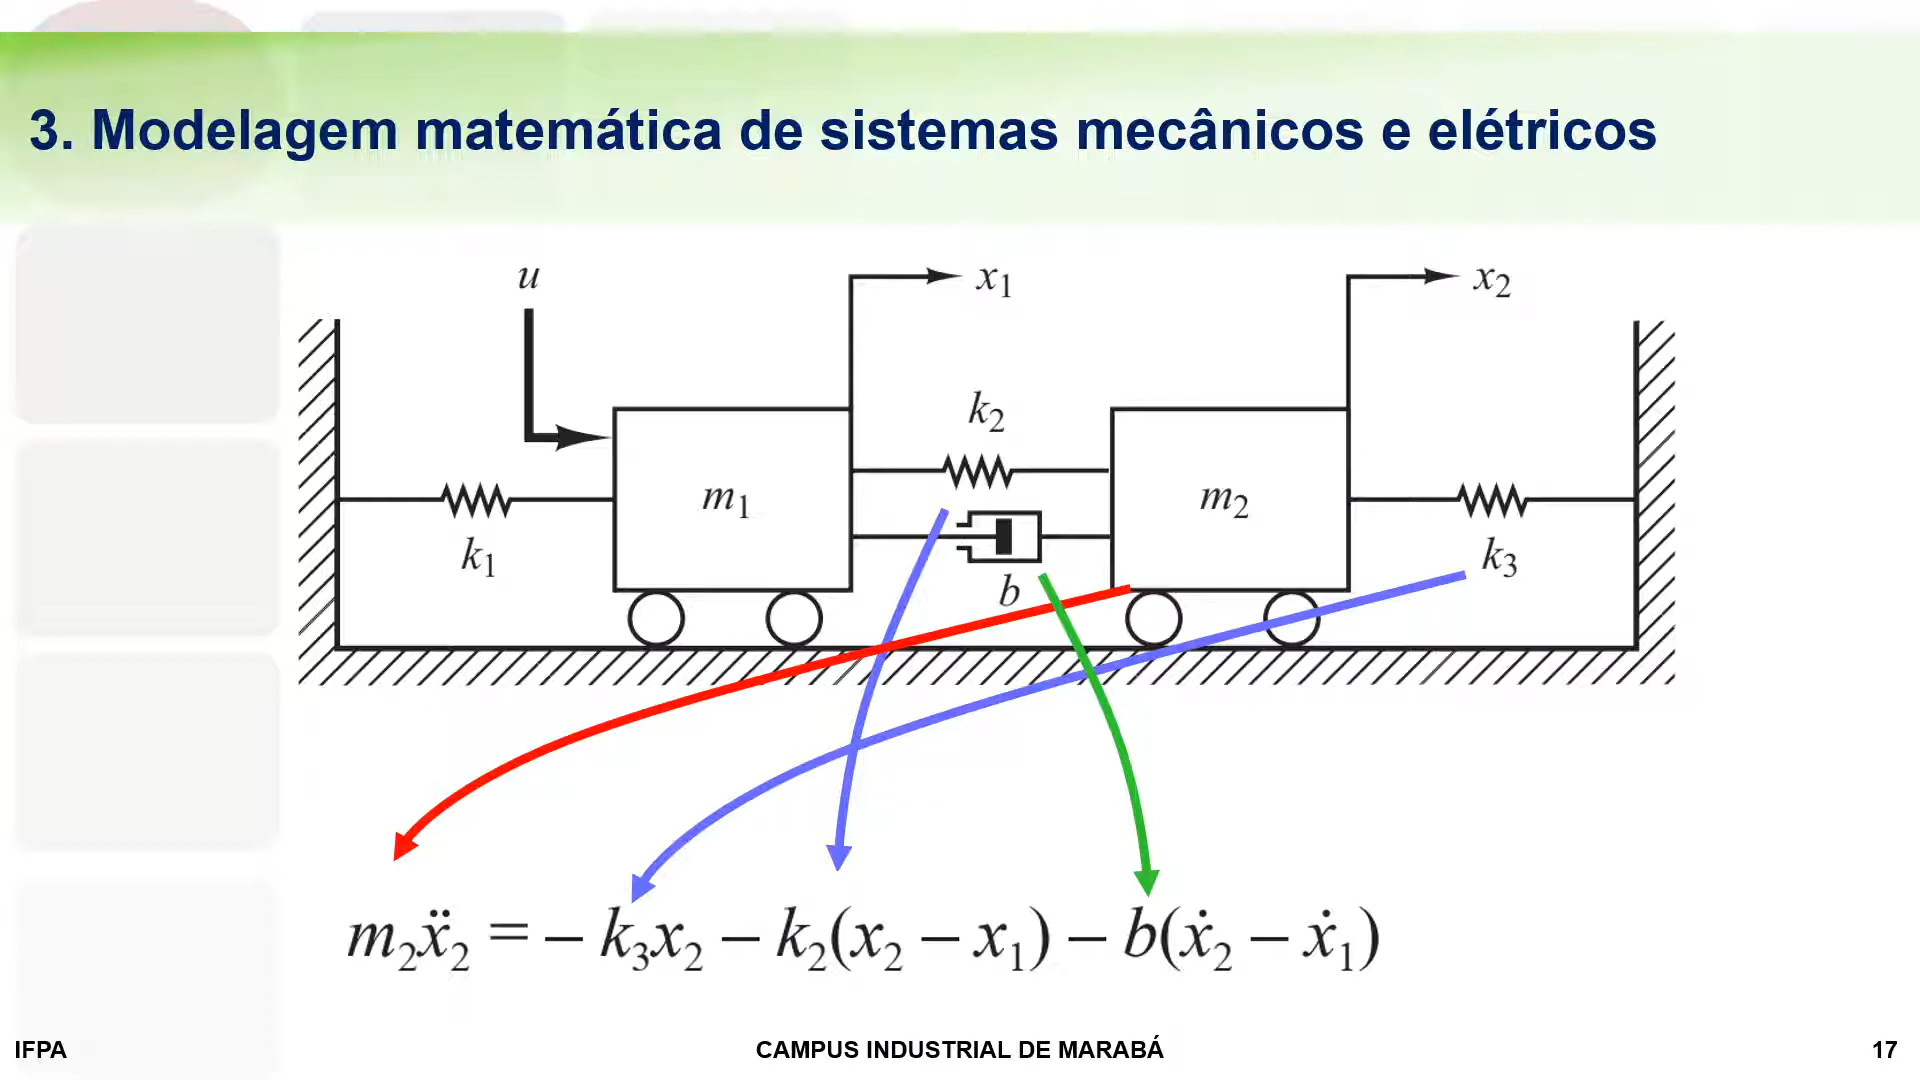 3. Modelagem matemática de sistemas mecânicos e elétricos
u
x₁
x₂
k₂
m₁
m₂
k₁
k₃
b
m₂ẍ₂ = – k₃x₂ – k₂(x₂ – x₁) – b(ẋ₂ – ẋ₁)
IFPA
CAMPUS INDUSTRIAL DE MARABÁ
17